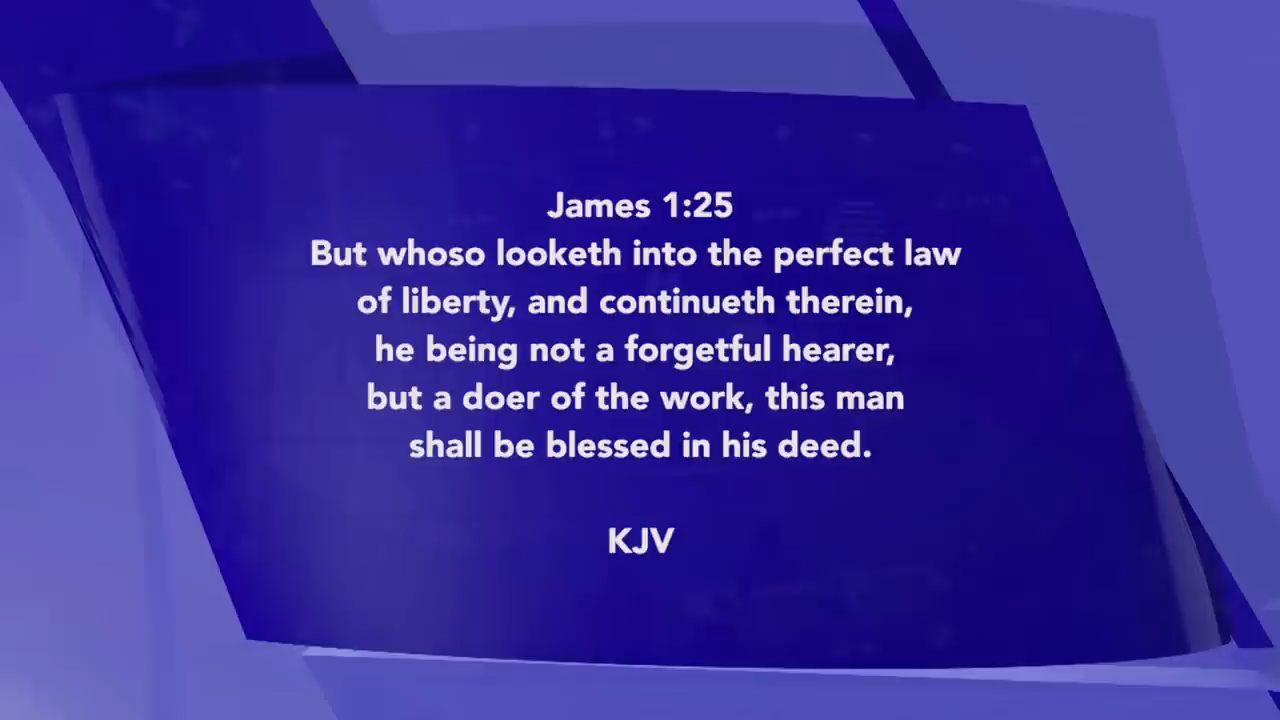 James 1:25
But whoso looketh into the perfect law
of liberty, and continueth therein,
he being not a forgetful hearer,
but a doer of the work, this man
shall be blessed in his deed.
KJV